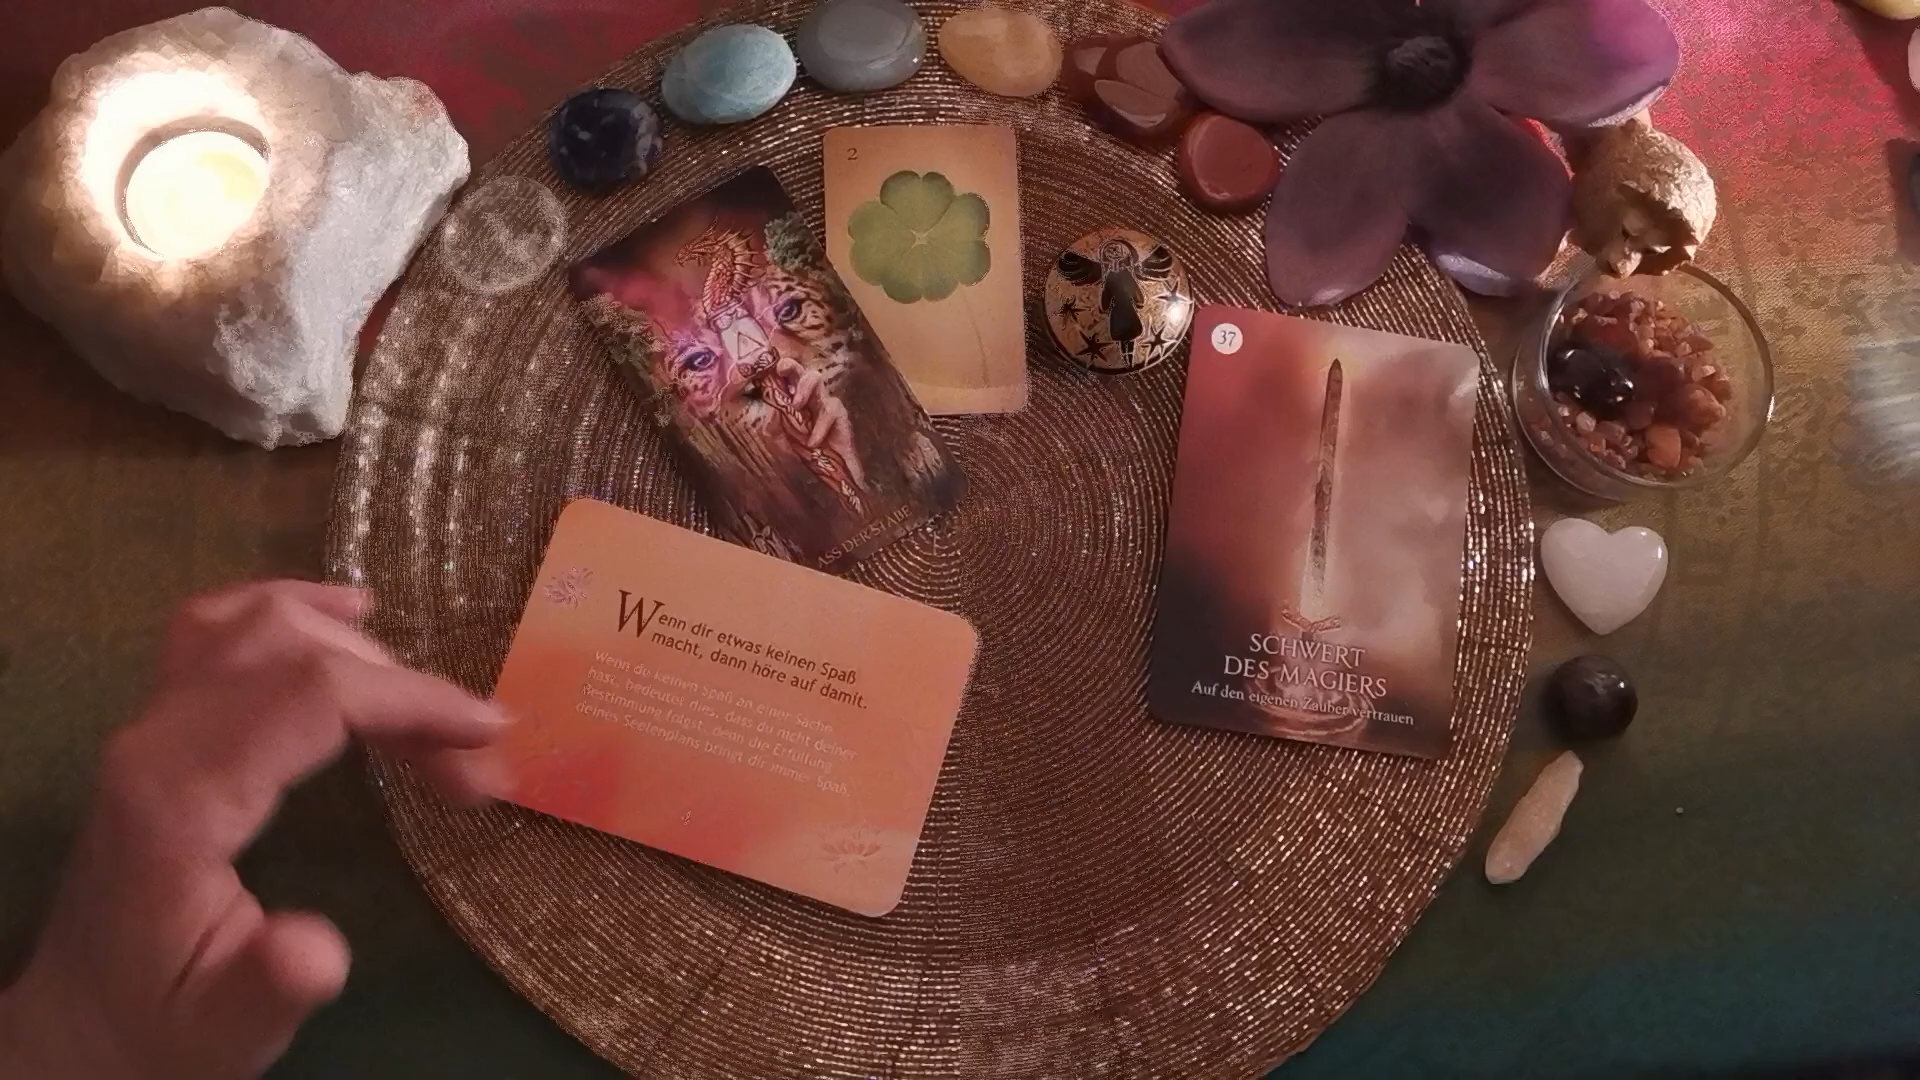 2
ASS DER STÄBE
37
SCHWERT
DES MAGIERS
Auf den eigenen Zauber vertrauen
Wenn dir etwas keinen Spaß
macht, dann höre auf damit.
Wenn du keinen Spaß an einer Sache
hast, bedeutet dies, dass du nicht deiner
Bestimmung folgst, denn die Erfüllung
deines Seelenplans bringt dir immer Spaß.